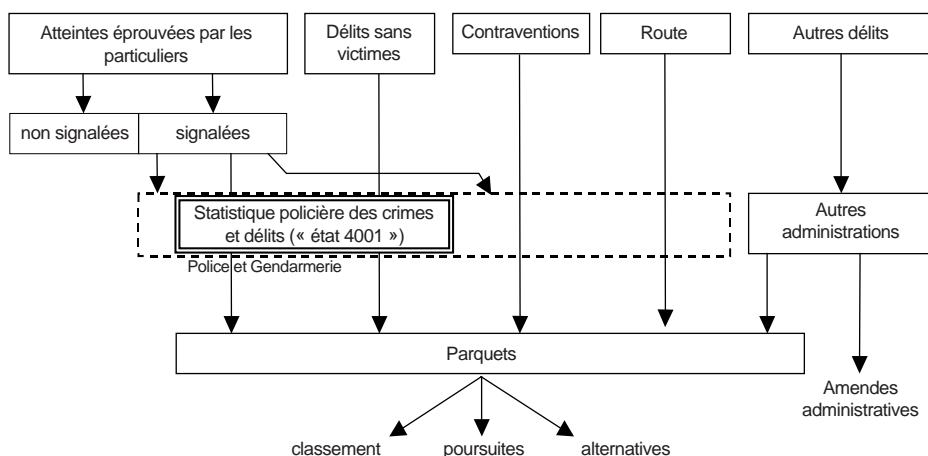 Atteintes éprouvées par les
particuliers
Délits sans
victimes
Contraventions
Route
Autres délits
non signalées
signalées
Statistique policière des crimes
et délits (« état 4001 »)
Autres
administrations
Police et Gendarmerie
Parquets
Amendes
administratives
classement
poursuites
alternatives